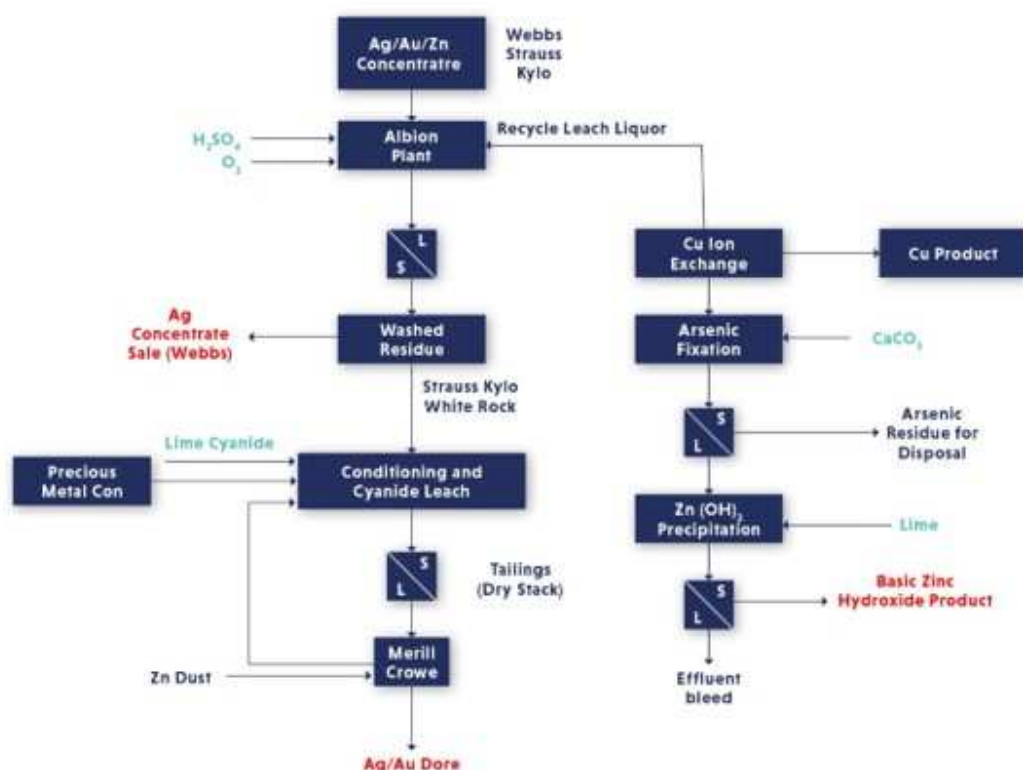 Ag/Au/Zn
Concentratre
Webbs
Strauss
Kylo
H₂SO₄
O₂
Albion
Plant
Recycle Leach Liquor
L
S
Cu Ion
Exchange
Cu Product
Ag
Concentrate
Sale (Webbs)
Washed
Residue
Arsenic
Fixation
CaCO₃
Strauss Kylo
White Rock
S
L
Arsenic
Residue for
Disposal
Lime Cyanide
Precious
Metal Con
Conditioning and
Cyanide Leach
Zn (OH)₂
Precipitation
Lime
S
L
Tailings
(Dry Stack)
S
L
Basic Zinc
Hydroxide Product
Merill
Crowe
Zn Dust
Effluent
bleed
Ag/Au Dore